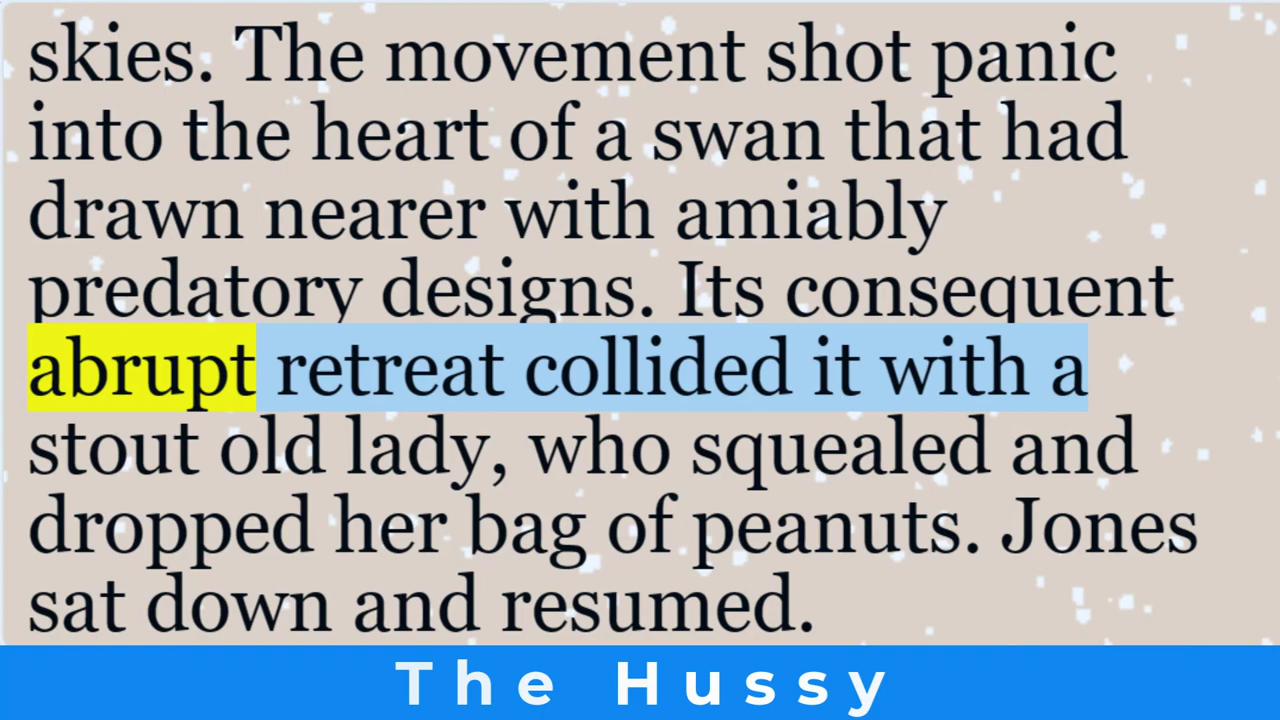 skies. The movement shot panic
into the heart of a swan that had
drawn nearer with amiably
predatory designs. Its consequent
abrupt retreat collided it with a
stout old lady, who squealed and
dropped her bag of peanuts. Jones
sat down and resumed.
The Hussy